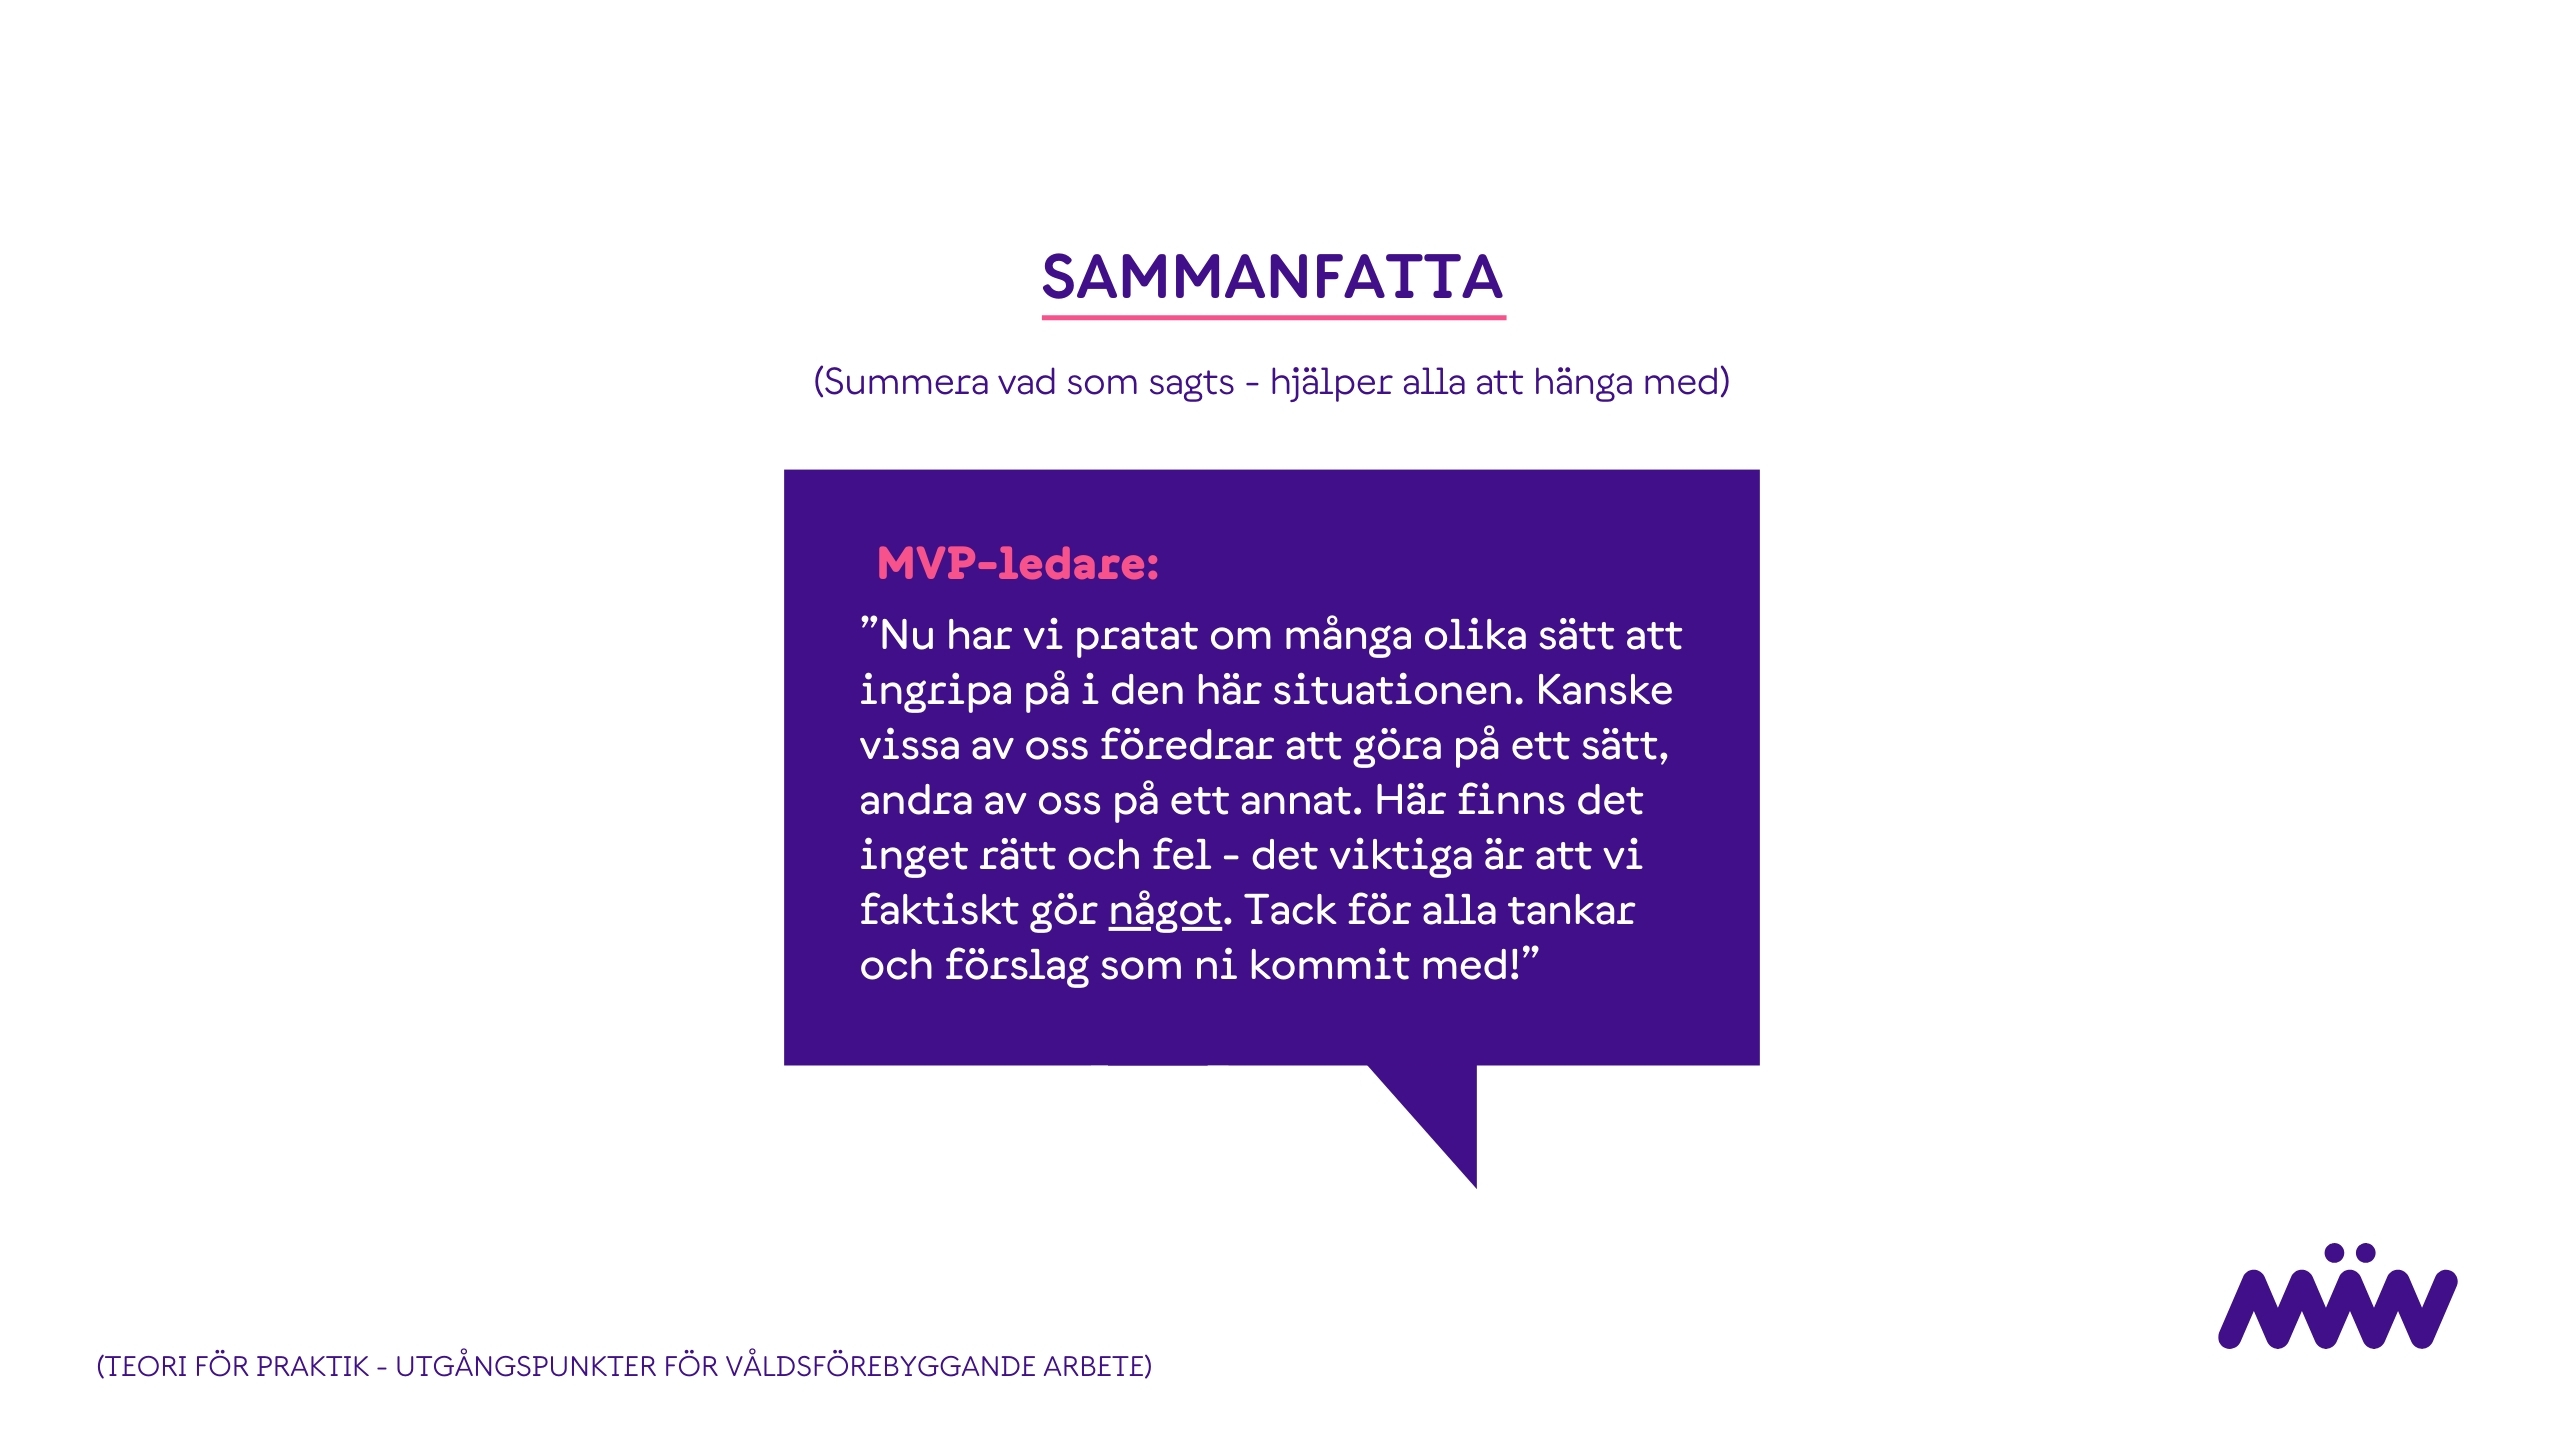 SAMMANFATTA
(Summera vad som sagts - hjälper alla att hänga med)
MVP-ledare:
”Nu har vi pratat om många olika sätt att
ingripa på i den här situationen. Kanske
vissa av oss föredrar att göra på ett sätt,
andra av oss på ett annat. Här finns det
inget rätt och fel - det viktiga är att vi
faktiskt gör något. Tack för alla tankar
och förslag som ni kommit med!”
MÄN
(TEORI FÖR PRAKTIK - UTGÅNGSPUNKTER FÖR VÅLDSFÖREBYGGANDE ARBETE)